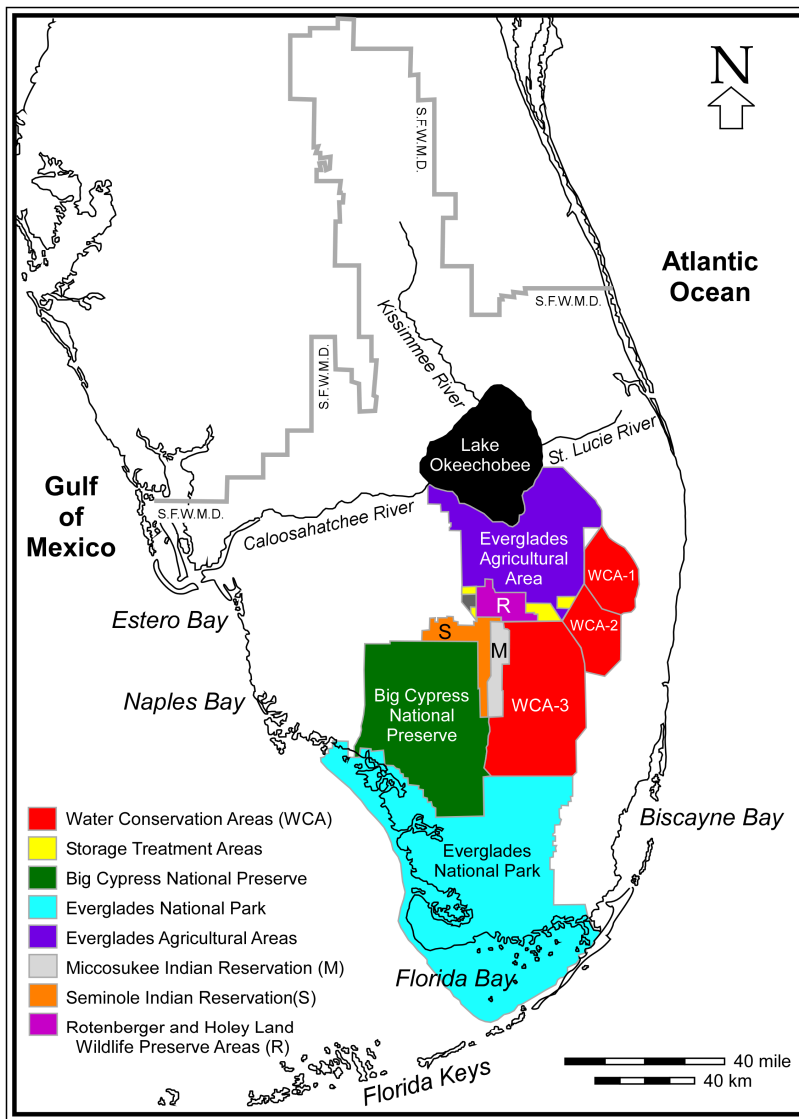 N
S.F.W.M.D.
Atlantic
Ocean
S.F.W.M.D.
Kissimmee River
S.F.W.M.D.
Lake
Okeechobee
St. Lucie River
Gulf
of
Mexico
S.F.W.M.D.
Caloosahatchee River
Everglades
Agricultural
Area
WCA-1
Estero Bay
R
WCA-2
S
M
Naples Bay
Big Cypress
National
Preserve
WCA-3
Biscayne Bay
Everglades
National Park
Florida Bay
Water Conservation Areas (WCA)
Storage Treatment Areas
Big Cypress National Preserve
Everglades National Park
Everglades Agricultural Areas
Miccosukee Indian Reservation (M)
Seminole Indian Reservation(S)
Rotenberger and Holey Land
Wildlife Preserve Areas (R)
Florida Keys
40 mile
40 km